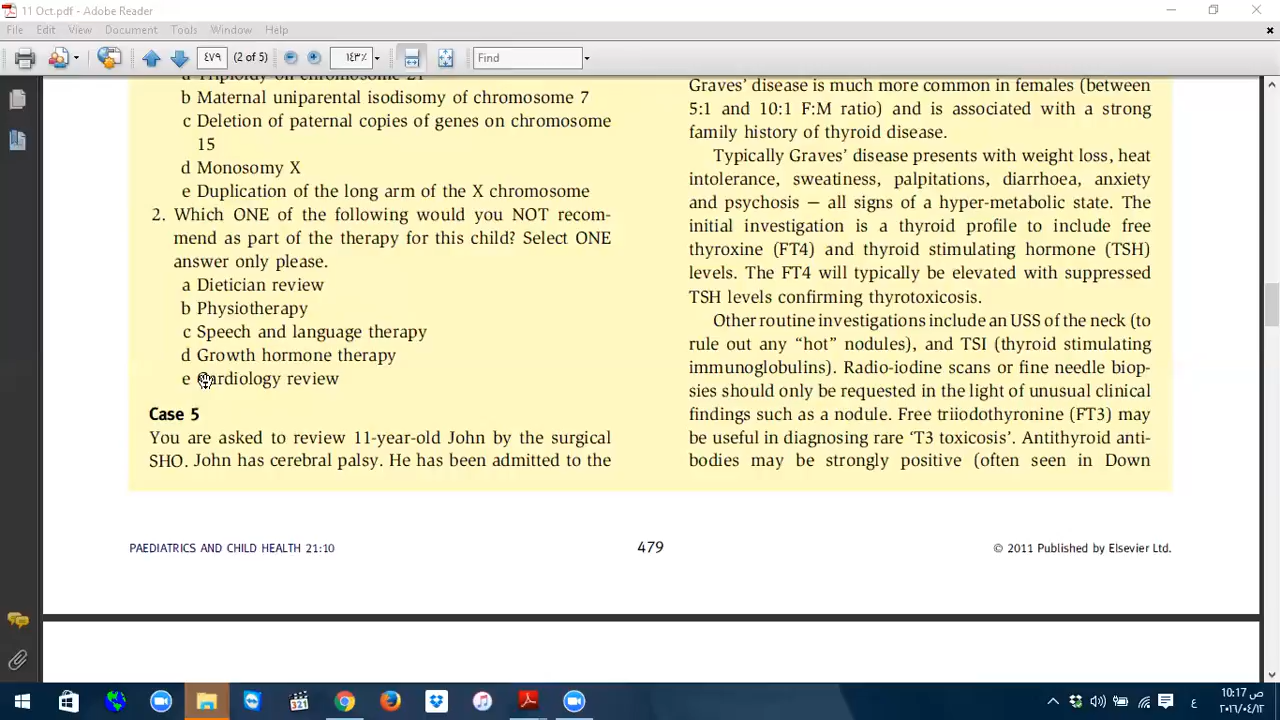 11 Oct.pdf - Adobe Reader
File Edit View Document Tools Window Help
٤٧٩ (2 of 5) ١٤٣٪ Find
a Triploidy on chromosome 21
b Maternal uniparental isodisomy of chromosome 7
c Deletion of paternal copies of genes on chromosome
15
d Monosomy X
e Duplication of the long arm of the X chromosome
2. Which ONE of the following would you NOT recom-
mend as part of the therapy for this child? Select ONE
answer only please.
a Dietician review
b Physiotherapy
c Speech and language therapy
d Growth hormone therapy
e Cardiology review
Case 5
You are asked to review 11-year-old John by the surgical
SHO. John has cerebral palsy. He has been admitted to the
Graves' disease is much more common in females (between
5:1 and 10:1 F:M ratio) and is associated with a strong
family history of thyroid disease.
Typically Graves' disease presents with weight loss, heat
intolerance, sweatiness, palpitations, diarrhoea, anxiety
and psychosis — all signs of a hyper-metabolic state. The
initial investigation is a thyroid profile to include free
thyroxine (FT4) and thyroid stimulating hormone (TSH)
levels. The FT4 will typically be elevated with suppressed
TSH levels confirming thyrotoxicosis.
Other routine investigations include an USS of the neck (to
rule out any “hot” nodules), and TSI (thyroid stimulating
immunoglobulins). Radio-iodine scans or fine needle biop-
sies should only be requested in the light of unusual clinical
findings such as a nodule. Free triiodothyronine (FT3) may
be useful in diagnosing rare ‘T3 toxicosis’. Antithyroid anti-
bodies may be strongly positive (often seen in Down
PAEDIATRICS AND CHILD HEALTH 21:10
479
© 2011 Published by Elsevier Ltd.
321
ع
10:17 ص
٢٠٢١/٠٤/١٢